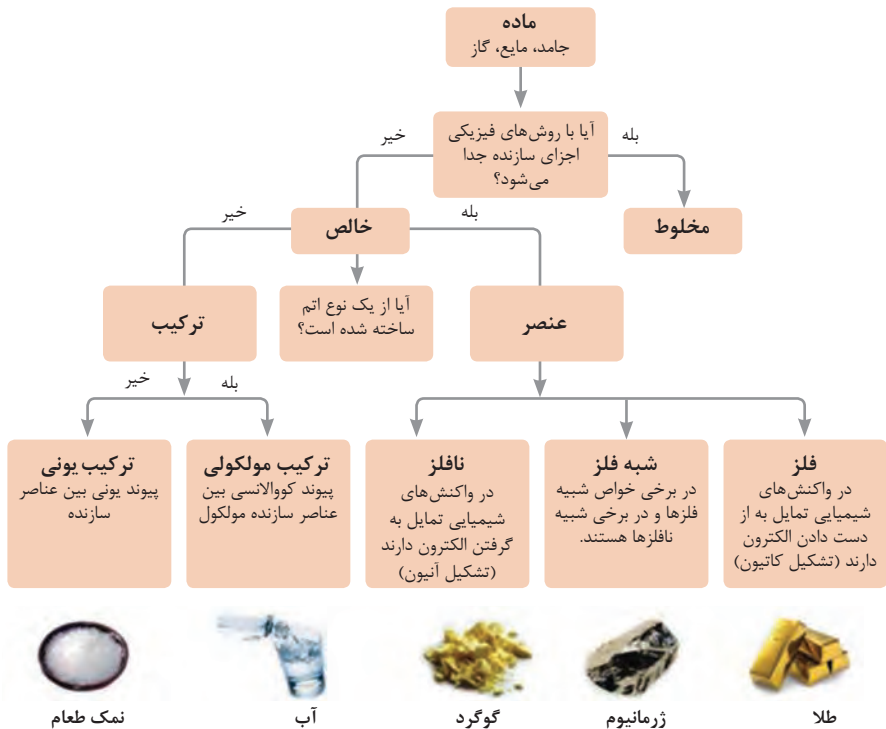 ماده
جامد، مایع، گاز
آیا با روش‌های فیزیکی
اجزای سازنده جدا
می‌شود؟
بله
خیر
مخلوط
خالص
بله
خیر
عنصر
آیا از یک نوع اتم
ساخته شده است؟
ترکیب
بله
خیر
فلز
در واکنش‌های
شیمیایی تمایل به از
دست دادن الکترون
دارند (تشکیل کاتیون)
شبه فلز
در برخی خواص شبیه
فلزها و در برخی شبیه
نافلزها هستند.
نافلز
در واکنش‌های
شیمیایی تمایل به
گرفتن الکترون دارند
(تشکیل آنیون)
ترکیب مولکولی
پیوند کووالانسی بین
عناصر سازنده مولکول
ترکیب یونی
پیوند یونی بین عناصر
سازنده
طلا
ژرمانیوم
گوگرد
آب
نمک طعام